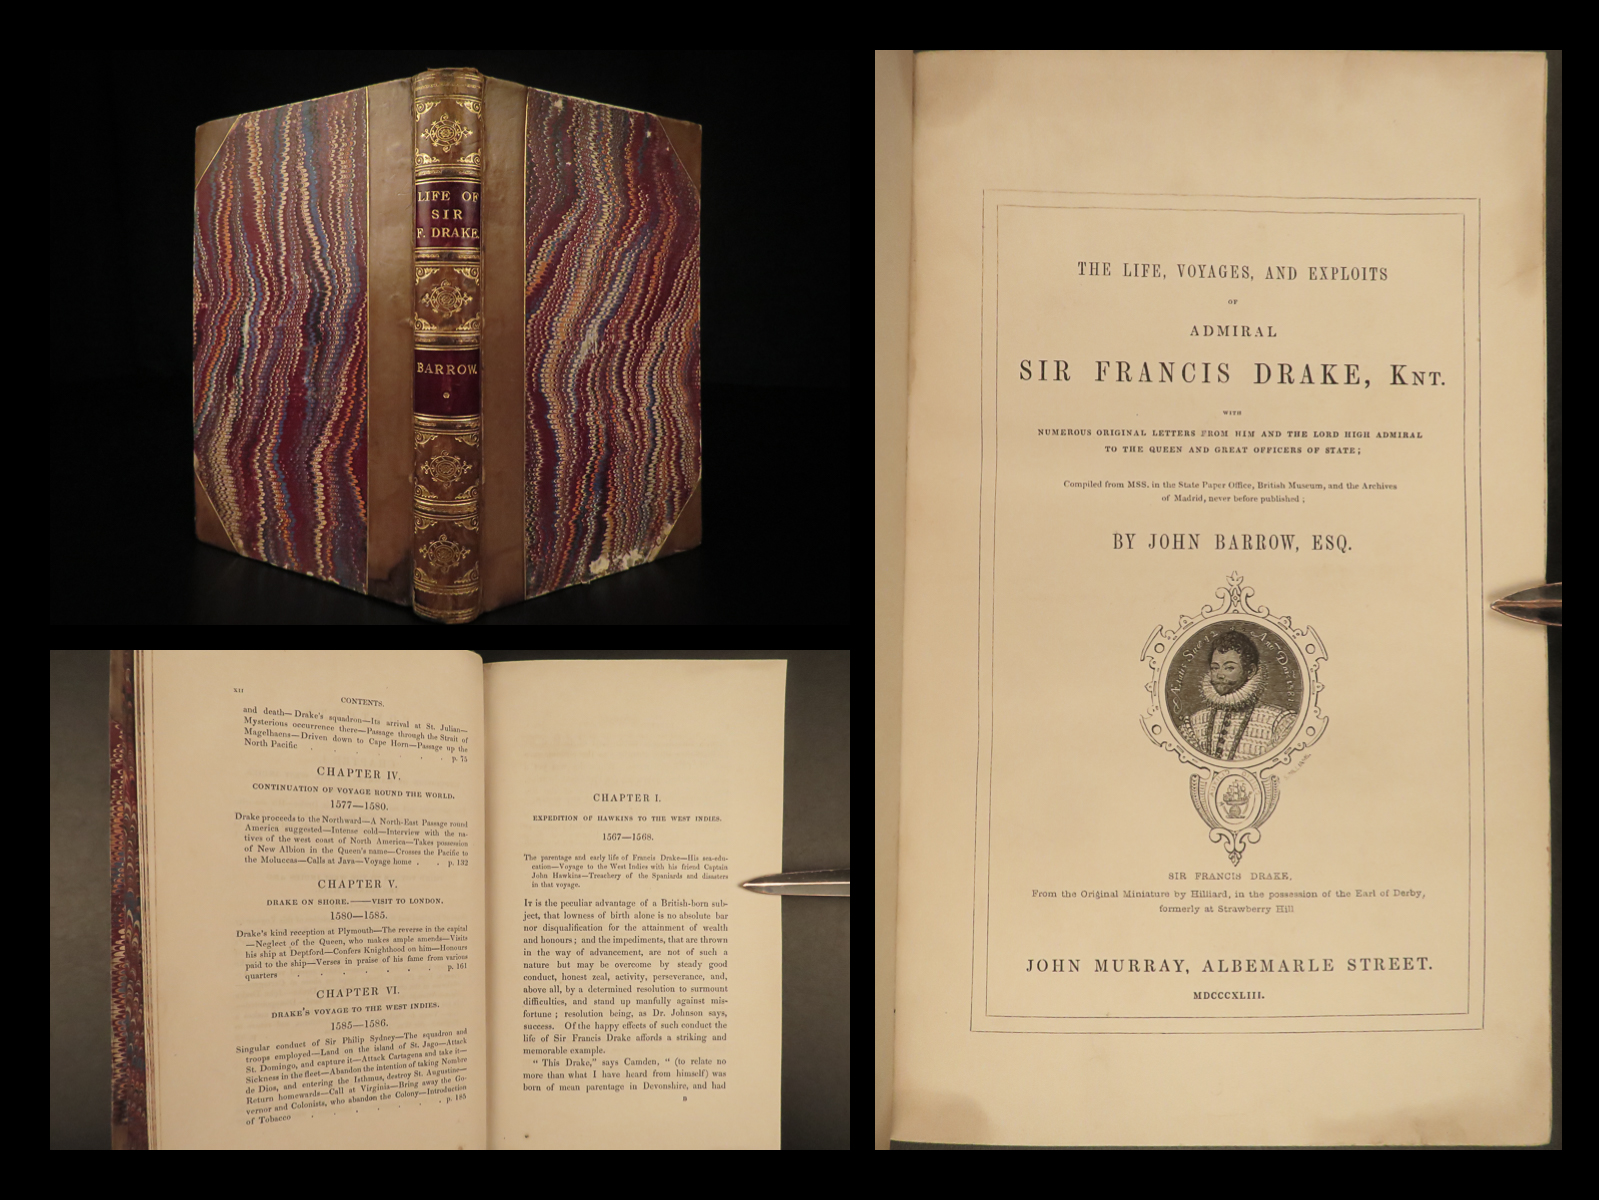 LIFE OF
SIR
F. DRAKE.
BARROW.
THE LIFE, VOYAGES, AND EXPLOITS
OF
ADMIRAL
SIR FRANCIS DRAKE, KNT.
WITH
NUMEROUS ORIGINAL LETTERS FROM HIM AND THE LORD HIGH ADMIRAL
TO THE QUEEN AND GREAT OFFICERS OF STATE;
Compiled from MSS. in the State Paper Office, British Museum, and the Archives
of Madrid, never before published;
BY JOHN BARROW, ESQ.
SIR FRANCIS DRAKE,
From the Original Miniature by Hilliard, in the possession of the Earl of Derby,
formerly at Strawberry Hill
JOHN MURRAY, ALBEMARLE STREET.
MDCCCXLIII.
xii
CONTENTS.
and death—Drake's squadron—Its arrival at St. Julian—
Mysterious occurrence there—Passage through the Strait of
Magelhaens—Driven down to Cape Horn—Passage up the
North Pacific . . . . . p. 75
CHAPTER IV.
CONTINUATION OF VOYAGE ROUND THE WORLD.
1577—1580.
Drake proceeds to the Northward—A North-East Passage round
America suggested—Intense cold—Interview with the na-
tives of the west coast of North America—Takes possession
of New Albion in the Queen's name—Crosses the Pacific to
the Moluccas—Calls at Java—Voyage home . . p. 132
CHAPTER V.
DRAKE ON SHORE.——VISIT TO LONDON.
1580—1585.
Drake's kind reception at Plymouth—The reverse in the capital
—Neglect of the Queen, who makes ample amends—Visits
his ship at Deptford—Confers Knighthood on him—Honours
paid to the ship—Verses in praise of his fame from various
quarters . . . . . . p. 161
CHAPTER VI.
DRAKE'S VOYAGE TO THE WEST INDIES.
1585—1586.
Singular conduct of Sir Philip Sydney—The squadron and
troops employed—Land on the island of St. Jago—Attack
St. Domingo, and capture it—Attack Cartagena and take it—
Sickness in the fleet—Abandon the intention of taking Nombre
de Dios, and entering the Isthmus, destroy St. Augustine—
Return homewards—Call at Virginia—Bring away the Go-
vernor and Colonists, who abandon the Colony—Introduction
of Tobacco . . . . . . p. 185
CHAPTER I.
EXPEDITION OF HAWKINS TO THE WEST INDIES.
1567—1568.
The parentage and early life of Francis Drake—His sea-edu-
cation—Voyage to the West Indies with his friend Captain
John Hawkins—Treachery of the Spaniards and disasters
in that voyage.
IT is the peculiar advantage of a British-born sub-
ject, that lowness of birth alone is no absolute bar
nor disqualification for the attainment of wealth
and honours; and the impediments, that are thrown
in the way of advancement, are not of such a
nature but may be overcome by steady good
conduct, honest zeal, activity, perseverance, and,
above all, by a determined resolution to surmount
difficulties, and stand up manfully against mis-
fortune; resolution being, as Dr. Johnson says,
success. Of the happy effects of such conduct the
life of Sir Francis Drake affords a striking and
memorable example.
"This Drake," says Camden, "(to relate no
more than what I have heard from himself) was
born of mean parentage in Devonshire, and had
B